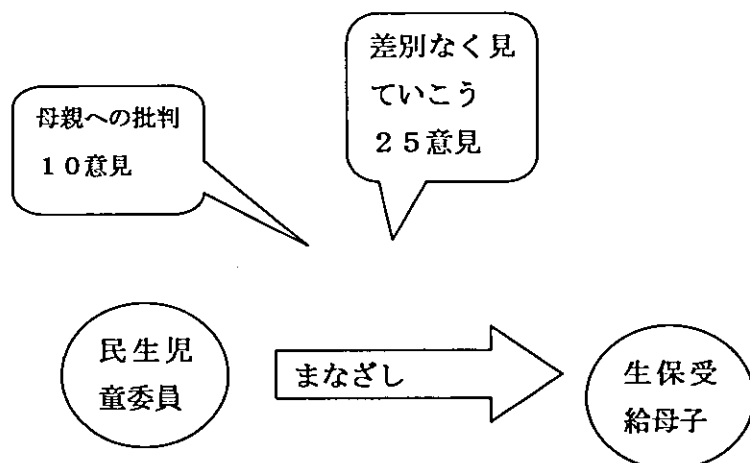 差別なく見
ていこう
25意見
母親への批判
10意見
民生児
童委員
まなざし
生保受
給母子